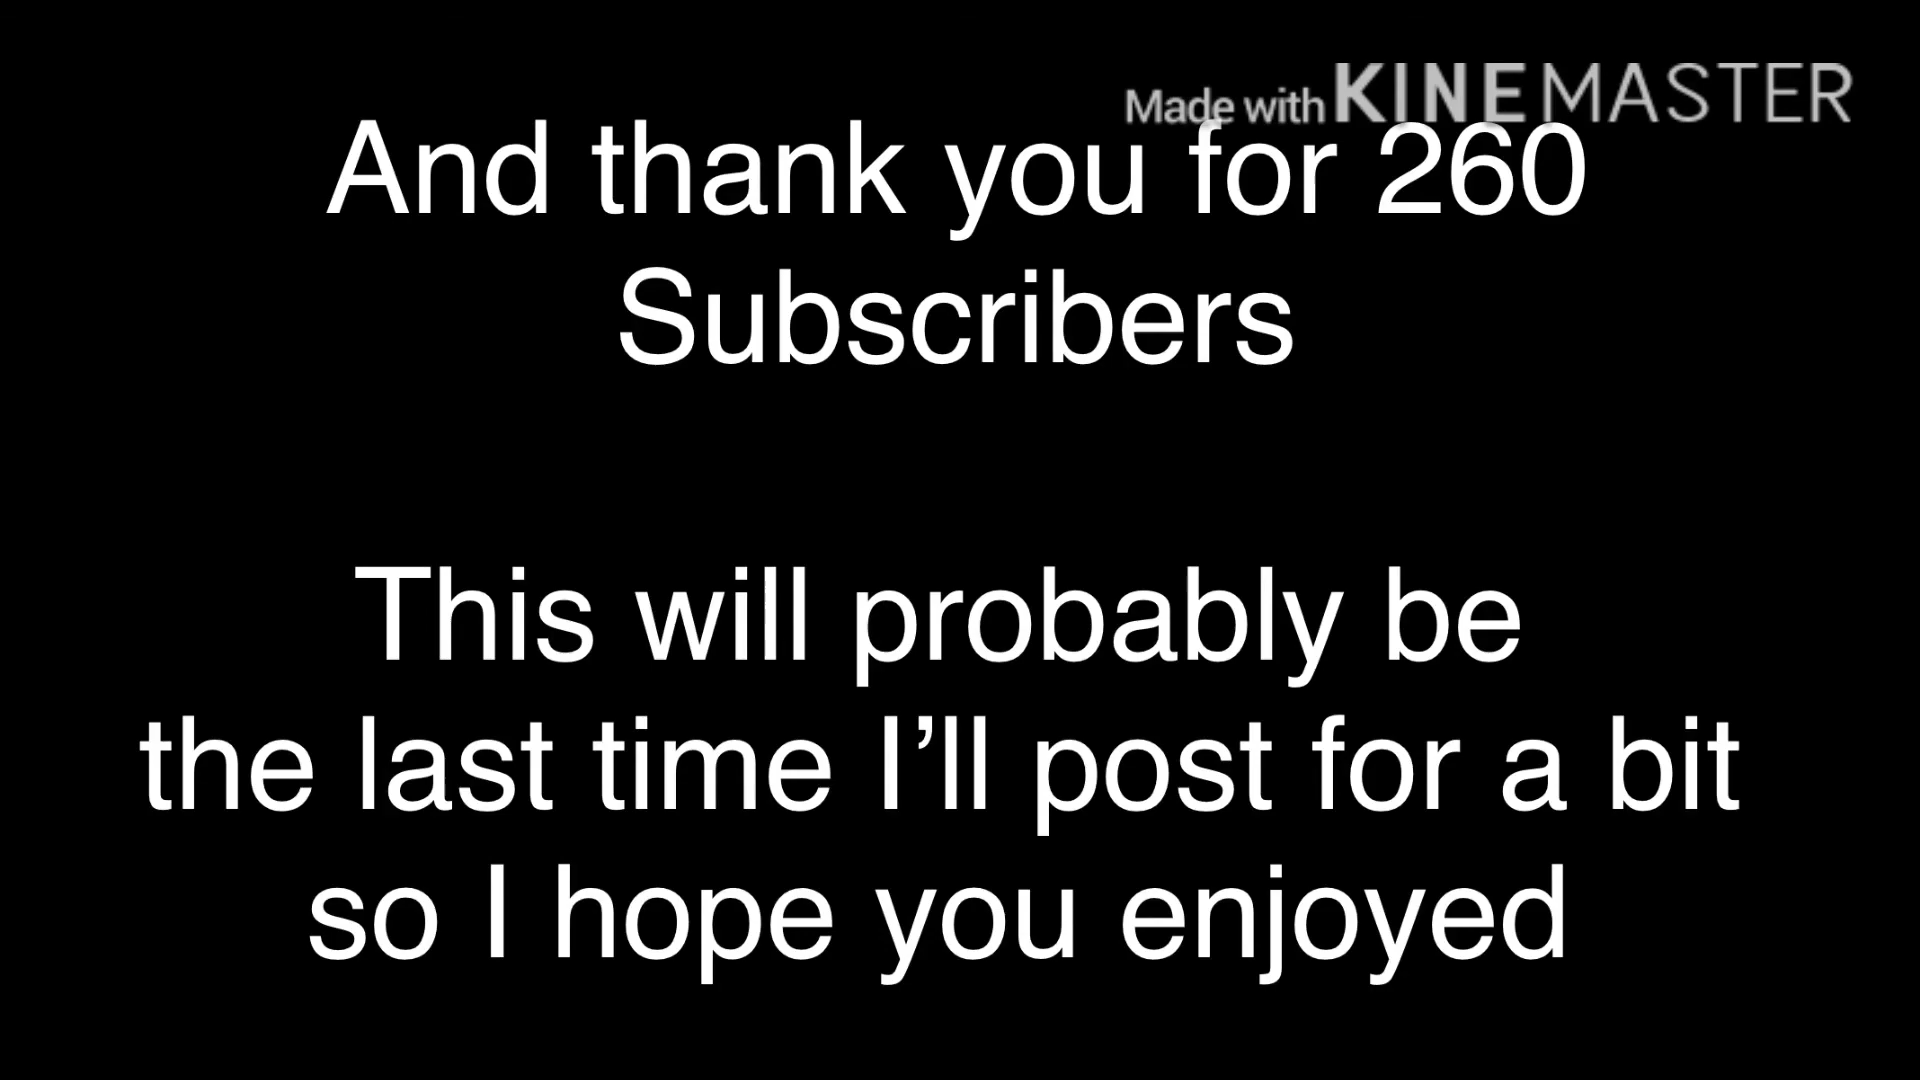 Made with KINEMASTER
And thank you for 260
Subscribers
This will probably be
the last time I’ll post for a bit
so I hope you enjoyed